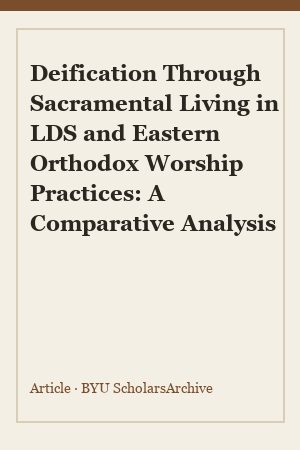 Deification Through
Sacramental Living in
LDS and Eastern
Orthodox Worship
Practices: A
Comparative Analysis
Article · BYU ScholarsArchive